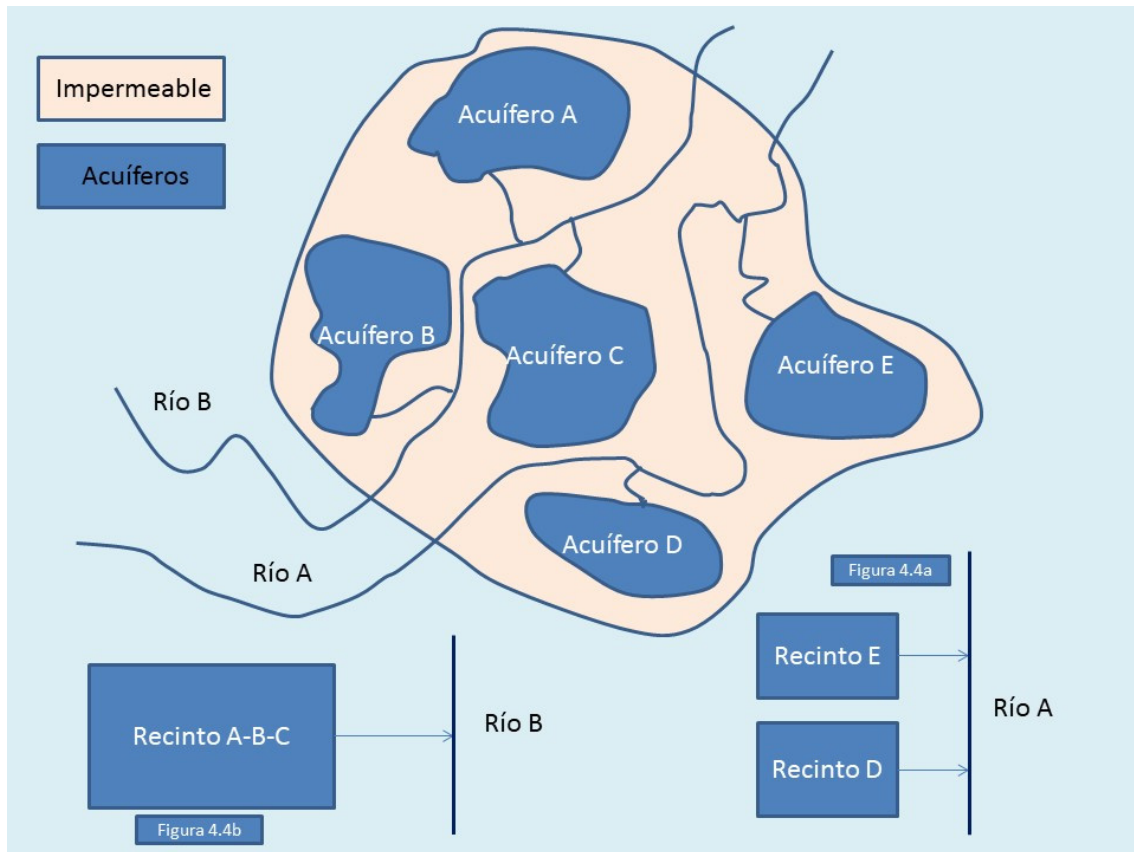 Impermeable
Acuíferos
Acuífero A
Acuífero B
Acuífero C
Acuífero E
Río B
Acuífero D
Río A
Figura 4.4a
Recinto E
Río A
Recinto D
Recinto A-B-C
Río B
Figura 4.4b